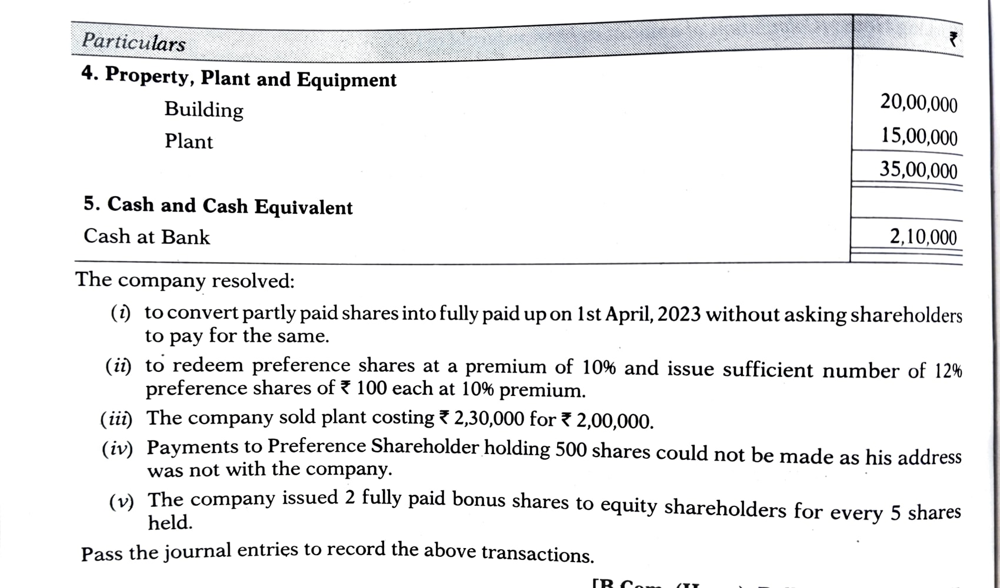 Particulars ₹
4. Property, Plant and Equipment
Building 20,00,000
Plant 15,00,000
35,00,000
5. Cash and Cash Equivalent
Cash at Bank 2,10,000
The company resolved:
(i) to convert partly paid shares into fully paid up on 1st April, 2023 without asking shareholders
to pay for the same.
(ii) to redeem preference shares at a premium of 10% and issue sufficient number of 12%
preference shares of ₹ 100 each at 10% premium.
(iii) The company sold plant costing ₹ 2,30,000 for ₹ 2,00,000.
(iv) Payments to Preference Shareholder holding 500 shares could not be made as his address
was not with the company.
(v) The company issued 2 fully paid bonus shares to equity shareholders for every 5 shares
held.
Pass the journal entries to record the above transactions.
[B.Com.